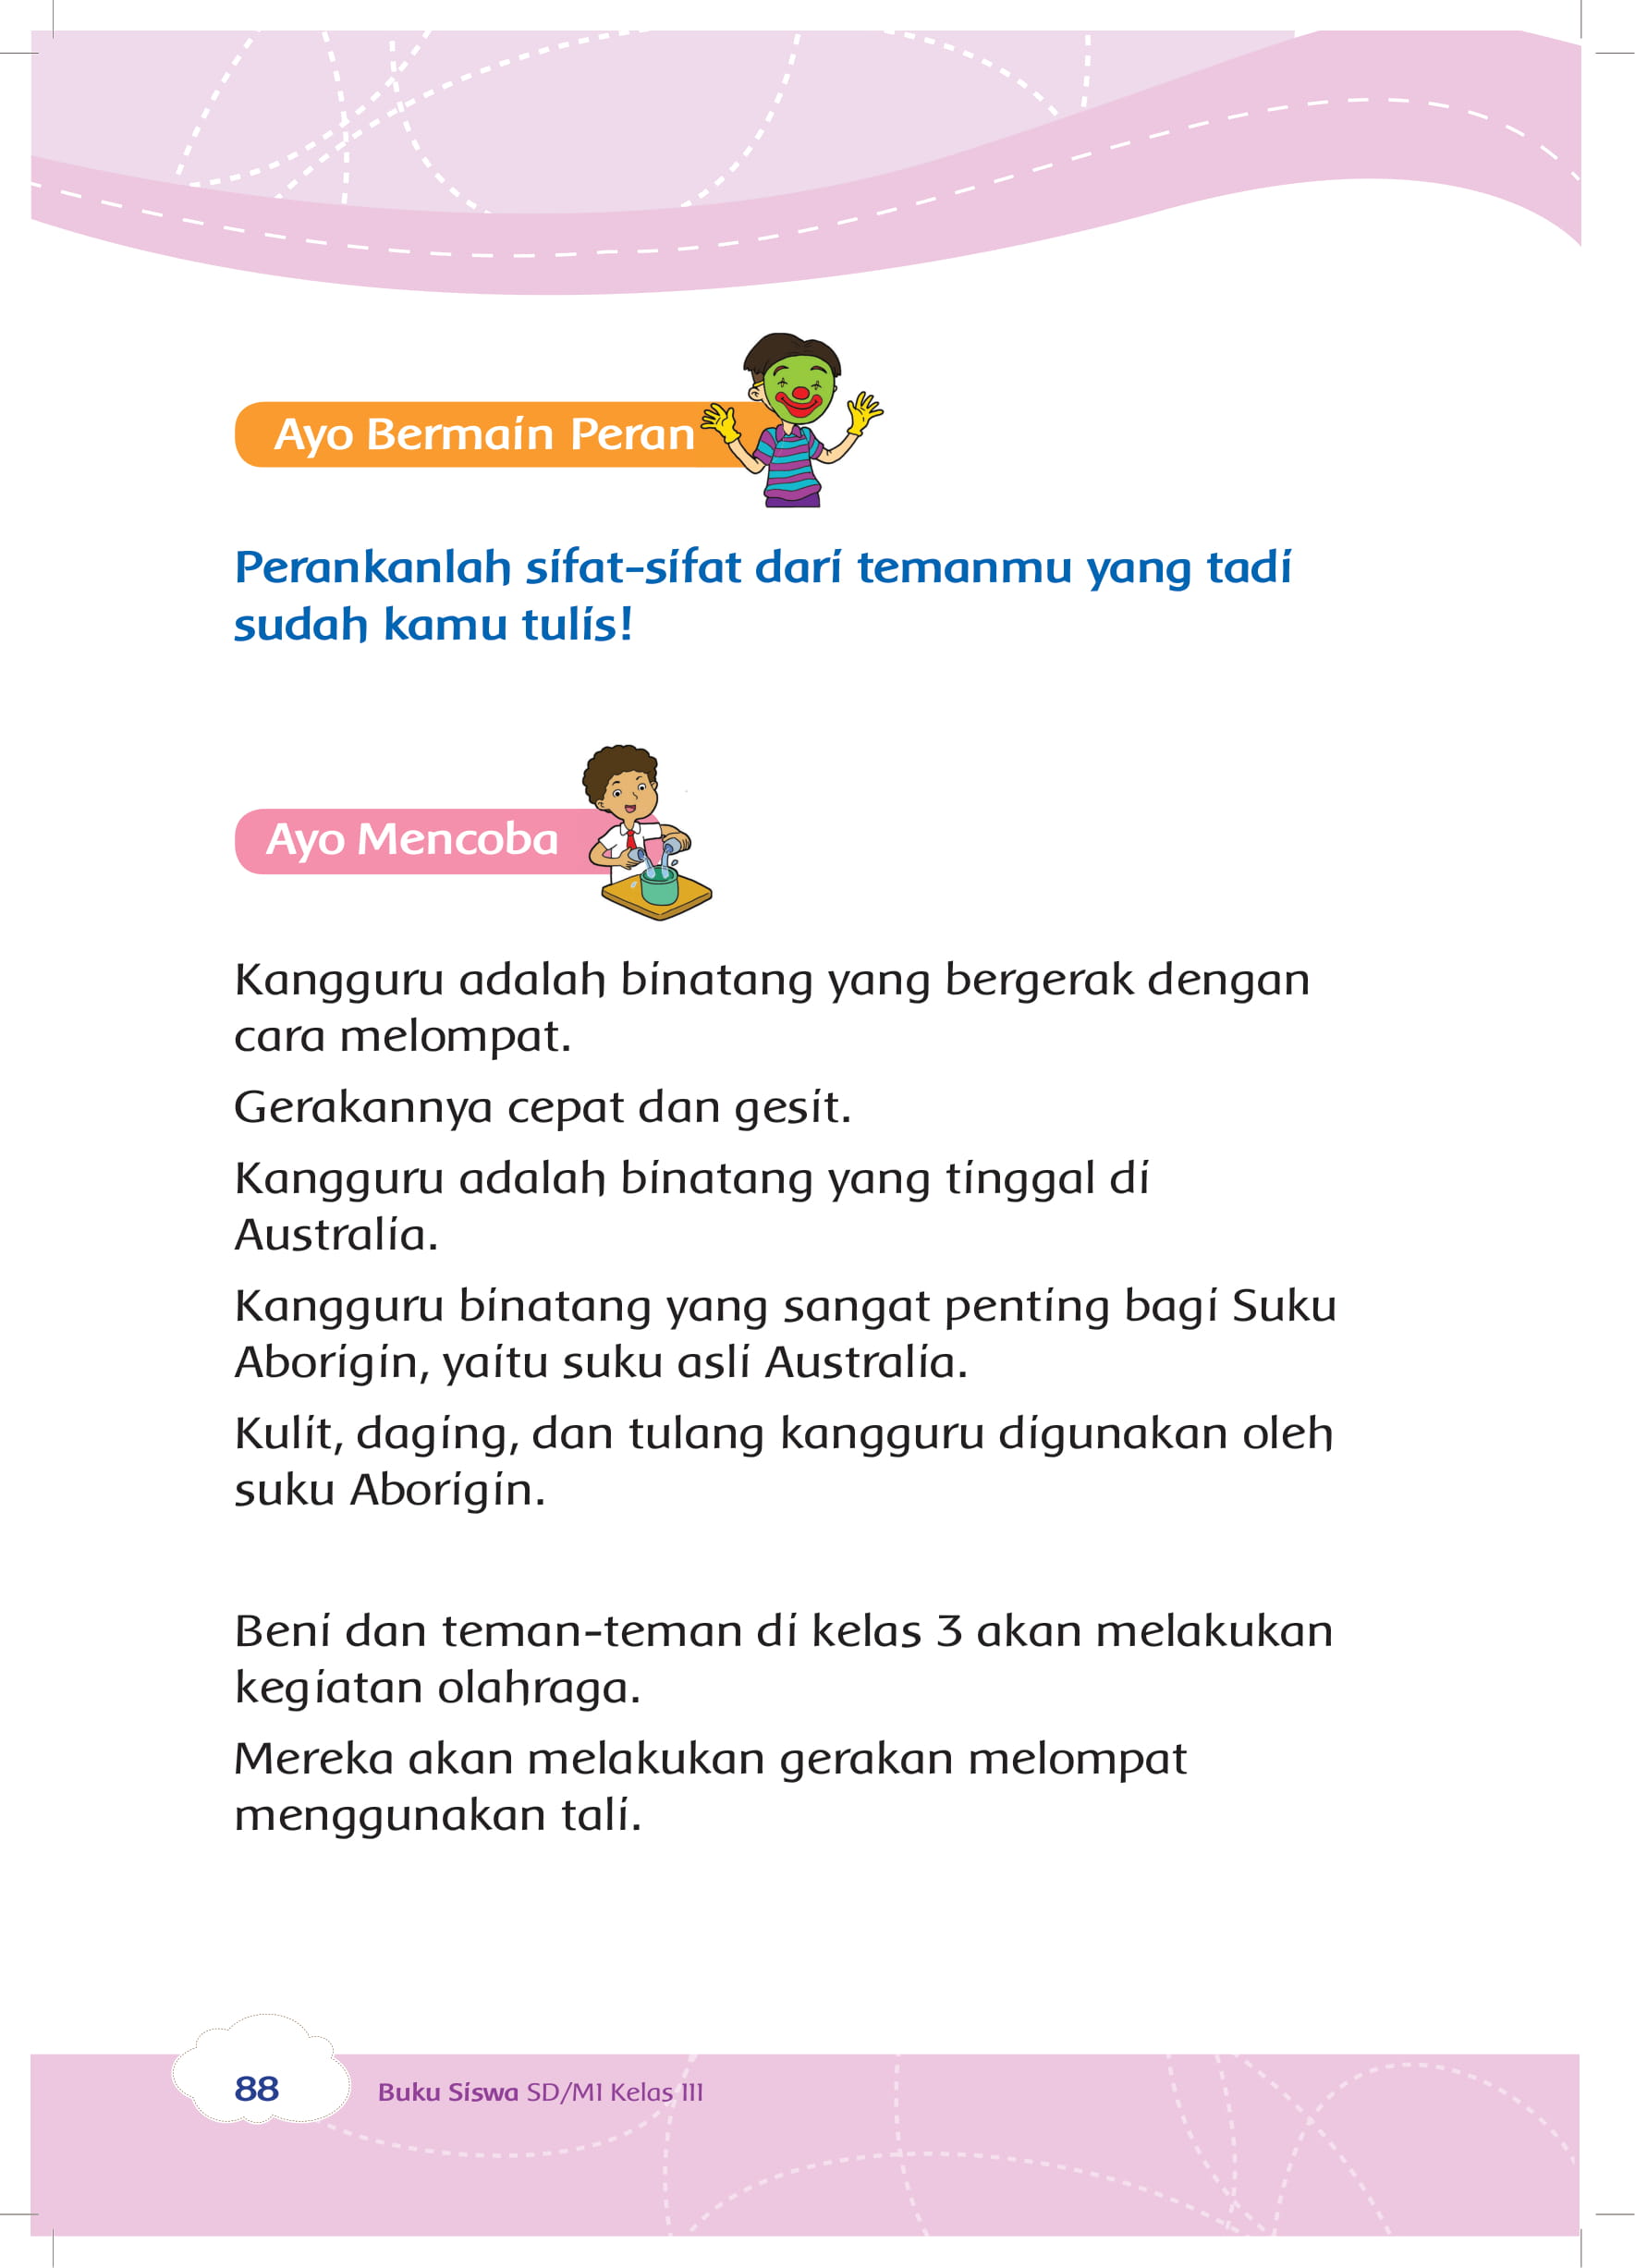 Ayo Bermain Peran
Perankanlah sifat-sifat dari temanmu yang tadi
sudah kamu tulis!
Ayo Mencoba
Kangguru adalah binatang yang bergerak dengan
cara melompat.
Gerakannya cepat dan gesit.
Kangguru adalah binatang yang tinggal di
Australia.
Kangguru binatang yang sangat penting bagi Suku
Aborigin, yaitu suku asli Australia.
Kulit, daging, dan tulang kangguru digunakan oleh
suku Aborigin.
Beni dan teman-teman di kelas 3 akan melakukan
kegiatan olahraga.
Mereka akan melakukan gerakan melompat
menggunakan tali.
88 Buku Siswa SD/MI Kelas III